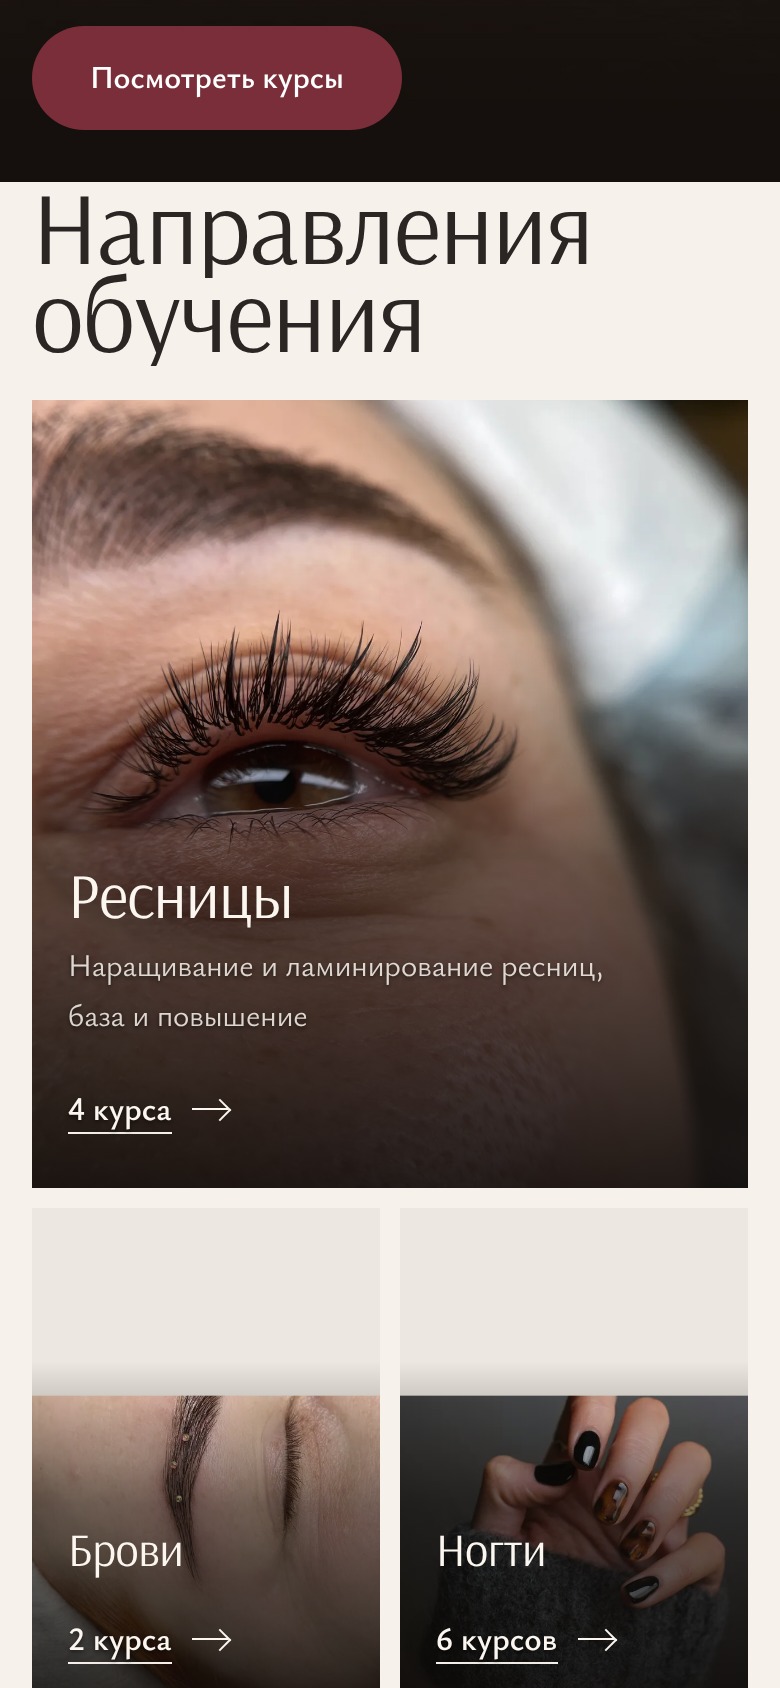 Посмотреть курсы
Направления
обучения
Ресницы
Наращивание и ламинирование ресниц,
база и повышение
4 курса
Брови
2 курса
Ногти
6 курсов